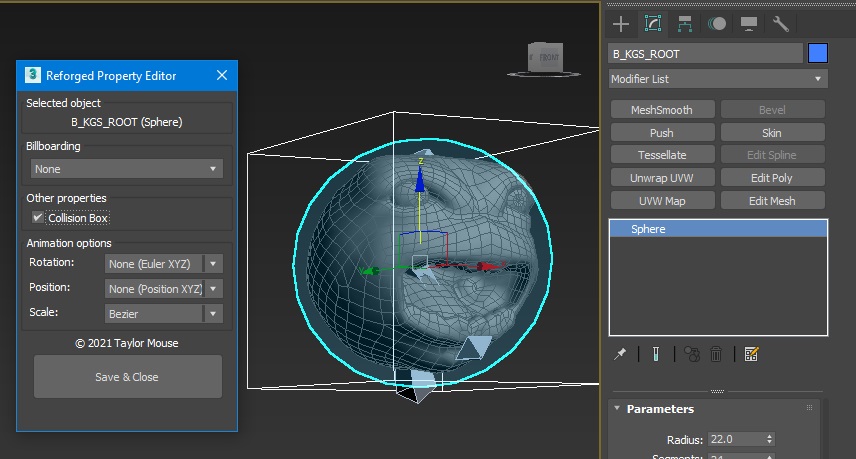 3 Reforged Property Editor
Selected object
B_KGS_ROOT (Sphere)
Billboarding
None
Other properties
Collision Box
Animation options
Rotation: None (Euler XYZ)
Position: None (Position XYZ)
Scale: Bezier
© 2021 Taylor Mouse
Save & Close
FRONT
z
B_KGS_ROOT
Modifier List
MeshSmooth Bevel
Push Skin
Tessellate Edit Spline
Unwrap UVW Edit Poly
UVW Map Edit Mesh
Sphere
Parameters
Radius: 22.0
Segments: 24